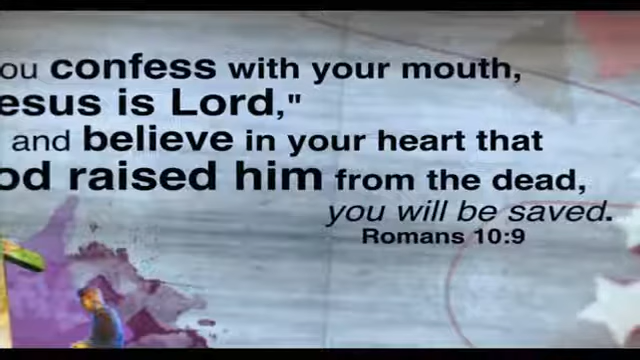 ou confess with your mouth,
esus is Lord,"
and believe in your heart that
od raised him from the dead,
you will be saved.
Romans 10:9